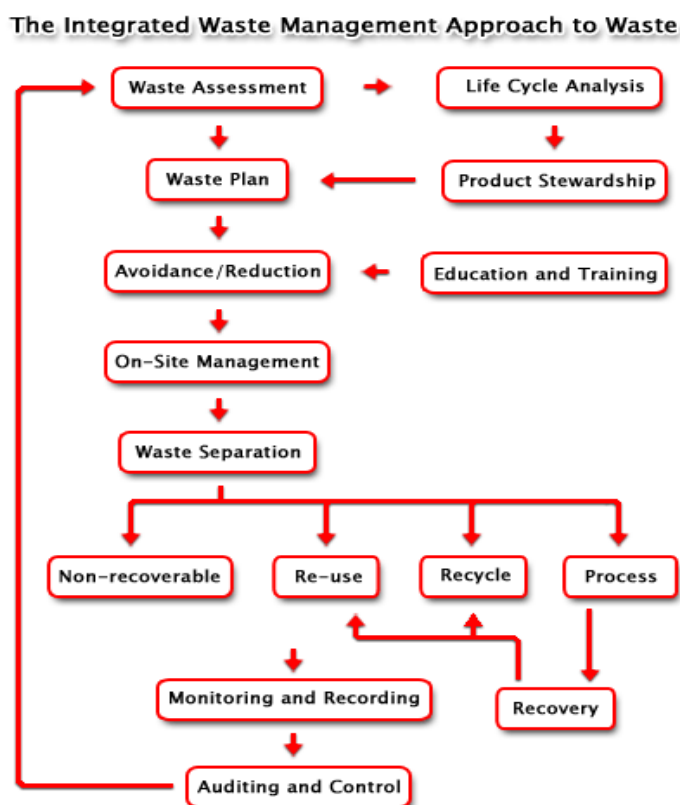 The Integrated Waste Management Approach to Waste
Waste Assessment
Life Cycle Analysis
Waste Plan
Product Stewardship
Avoidance/Reduction
Education and Training
On-Site Management
Waste Separation
Non-recoverable
Re-use
Recycle
Process
Monitoring and Recording
Recovery
Auditing and Control